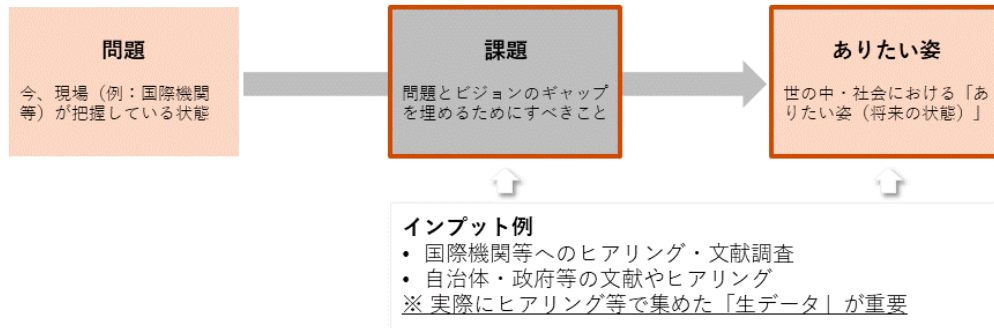 問題
今、現場（例：国際機関
等）が把握している状態
課題
問題とビジョンのギャップ
を埋めるためにすべきこと
ありたい姿
世の中・社会における「あ
りたい姿（将来の状態）」
インプット例
• 国際機関等へのヒアリング・文献調査
• 自治体・政府等の文献やヒアリング
※ 実際にヒアリング等で集めた「生データ」が重要